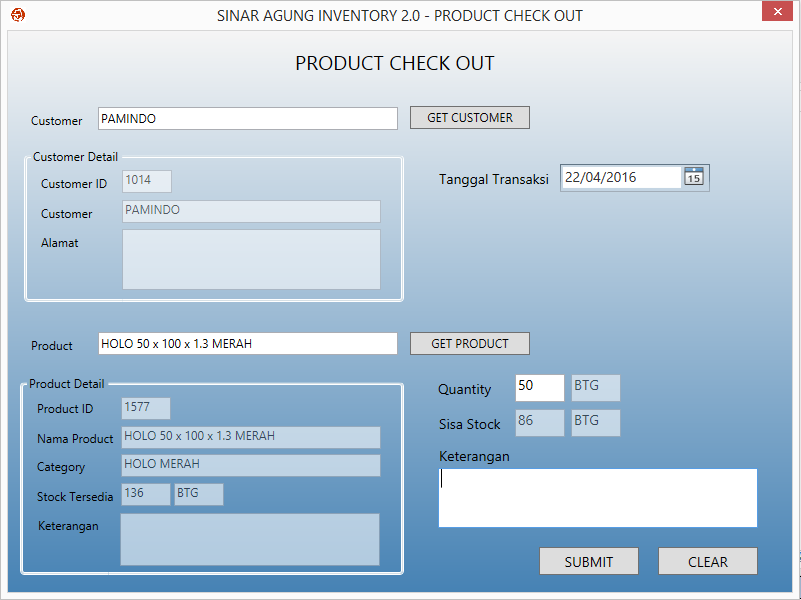 SINAR AGUNG INVENTORY 2.0 - PRODUCT CHECK OUT
PRODUCT CHECK OUT
Customer PAMINDO GET CUSTOMER
Customer Detail
Customer ID 1014
Customer PAMINDO
Alamat
Tanggal Transaksi 22/04/2016 15
Product HOLO 50 x 100 x 1.3 MERAH GET PRODUCT
Product Detail
Product ID 1577
Nama Product HOLO 50 x 100 x 1.3 MERAH
Category HOLO MERAH
Stock Tersedia 136 BTG
Keterangan
Quantity 50 BTG
Sisa Stock 86 BTG
Keterangan
SUBMIT CLEAR